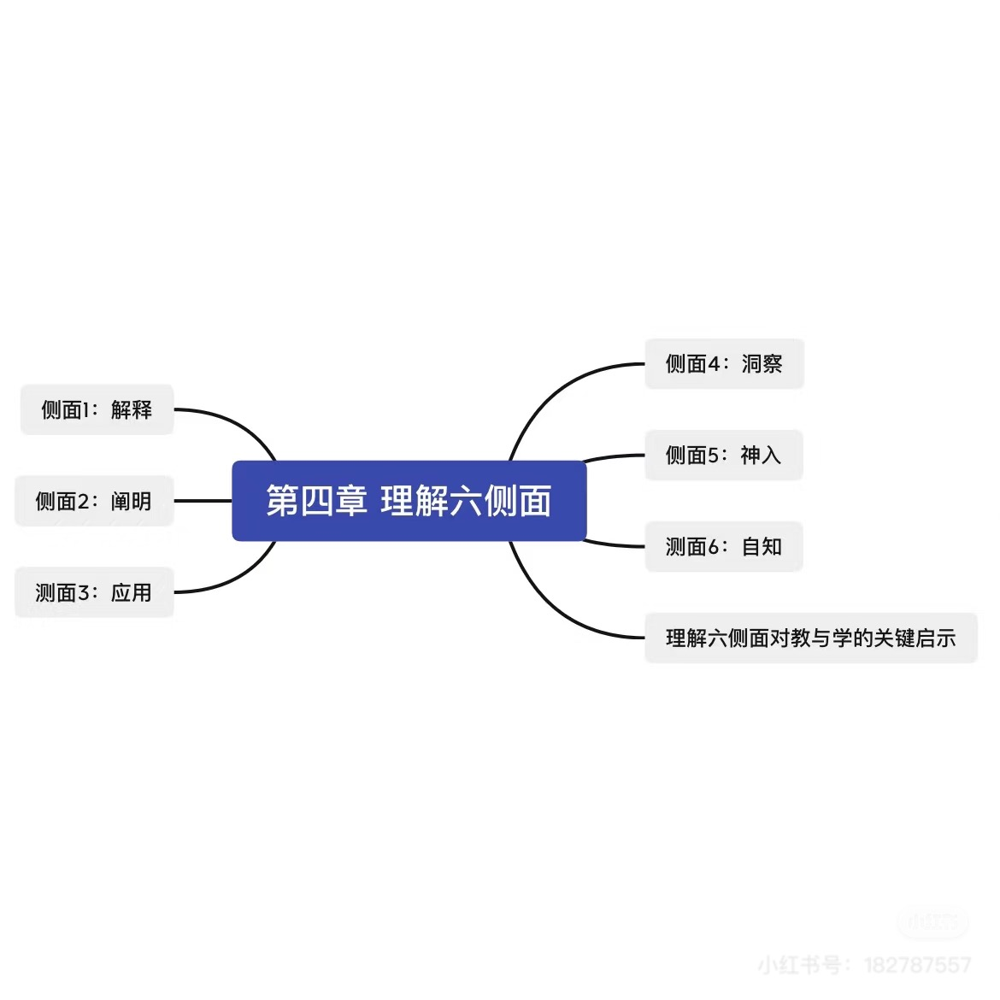 第四章 理解六侧面
侧面1：解释
侧面2：阐明
测面3：应用
侧面4：洞察
侧面5：神入
测面6：自知
理解六侧面对教与学的关键启示
小红书
小红书号：182787557